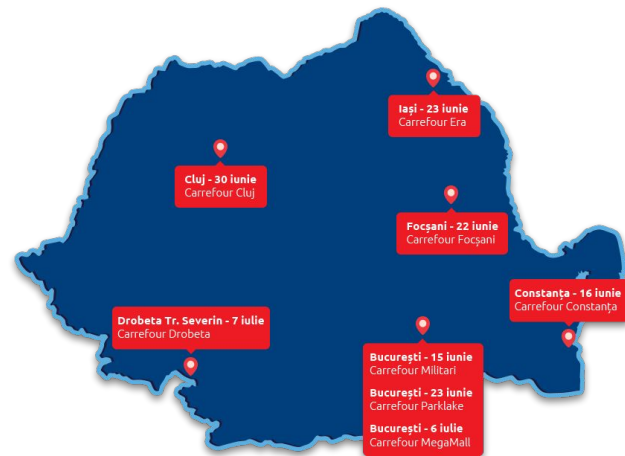 Iași - 23 iunie
Carrefour Era
Cluj - 30 iunie
Carrefour Cluj
Focșani - 22 iunie
Carrefour Focșani
Constanța - 16 iunie
Carrefour Constanța
Drobeta Tr. Severin - 7 iulie
Carrefour Drobeta
București - 15 iunie
Carrefour Militari
București - 23 iunie
Carrefour Parklake
București - 6 iulie
Carrefour MegaMall